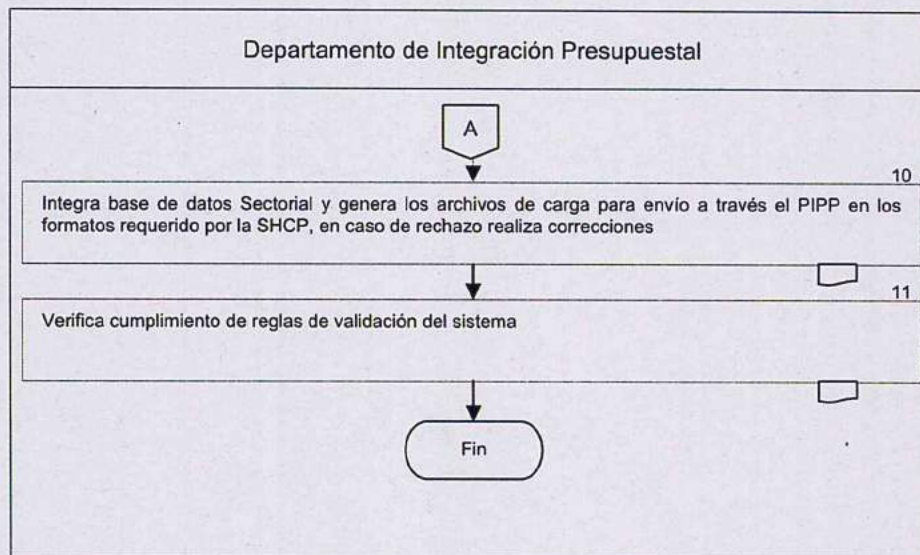 Departamento de Integración Presupuestal
A
10
Integra base de datos Sectorial y genera los archivos de carga para envío a través el PIPP en los
formatos requerido por la SHCP, en caso de rechazo realiza correcciones
11
Verifica cumplimiento de reglas de validación del sistema
Fin